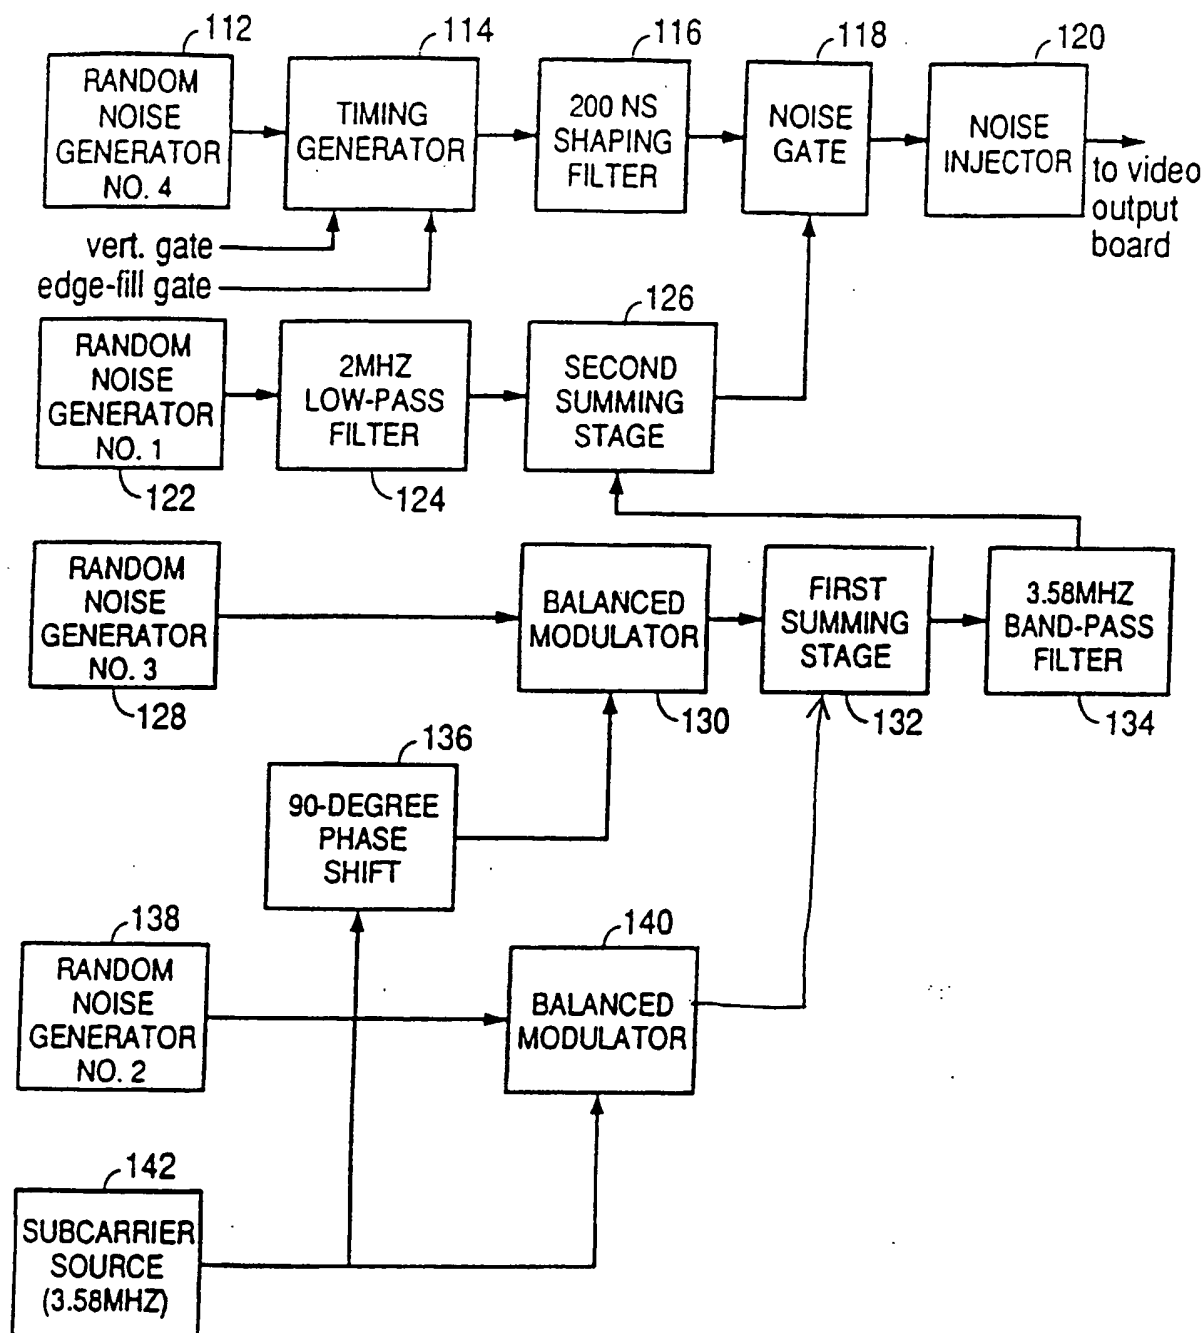 112
114
116
118
120
RANDOM
NOISE
GENERATOR
NO. 4
TIMING
GENERATOR
200 NS
SHAPING
FILTER
NOISE
GATE
NOISE
INJECTOR
to video
output
board
vert. gate
edge-fill gate
126
RANDOM
NOISE
GENERATOR
NO. 1
2MHZ
LOW-PASS
FILTER
SECOND
SUMMING
STAGE
122
124
RANDOM
NOISE
GENERATOR
NO. 3
BALANCED
MODULATOR
FIRST
SUMMING
STAGE
3.58MHZ
BAND-PASS
FILTER
128
130
132
134
136
90-DEGREE
PHASE
SHIFT
138
140
RANDOM
NOISE
GENERATOR
NO. 2
BALANCED
MODULATOR
142
SUBCARRIER
SOURCE
(3.58MHZ)